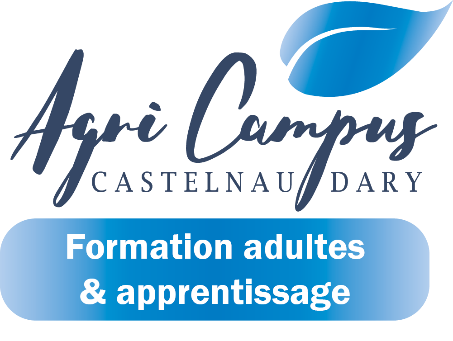 Agri Campus
CASTELNAUDARY
Formation adultes
& apprentissage